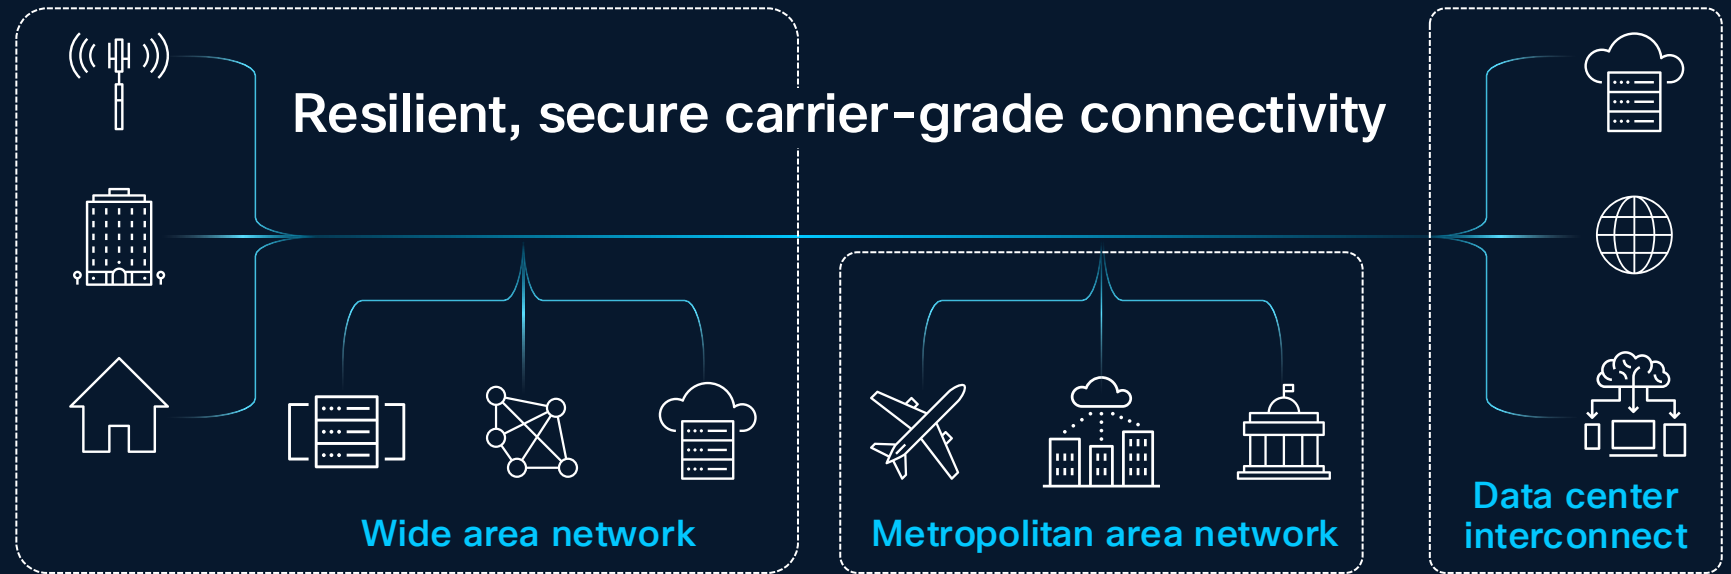 Resilient, secure carrier-grade connectivity
Wide area network
Metropolitan area network
Data center
interconnect